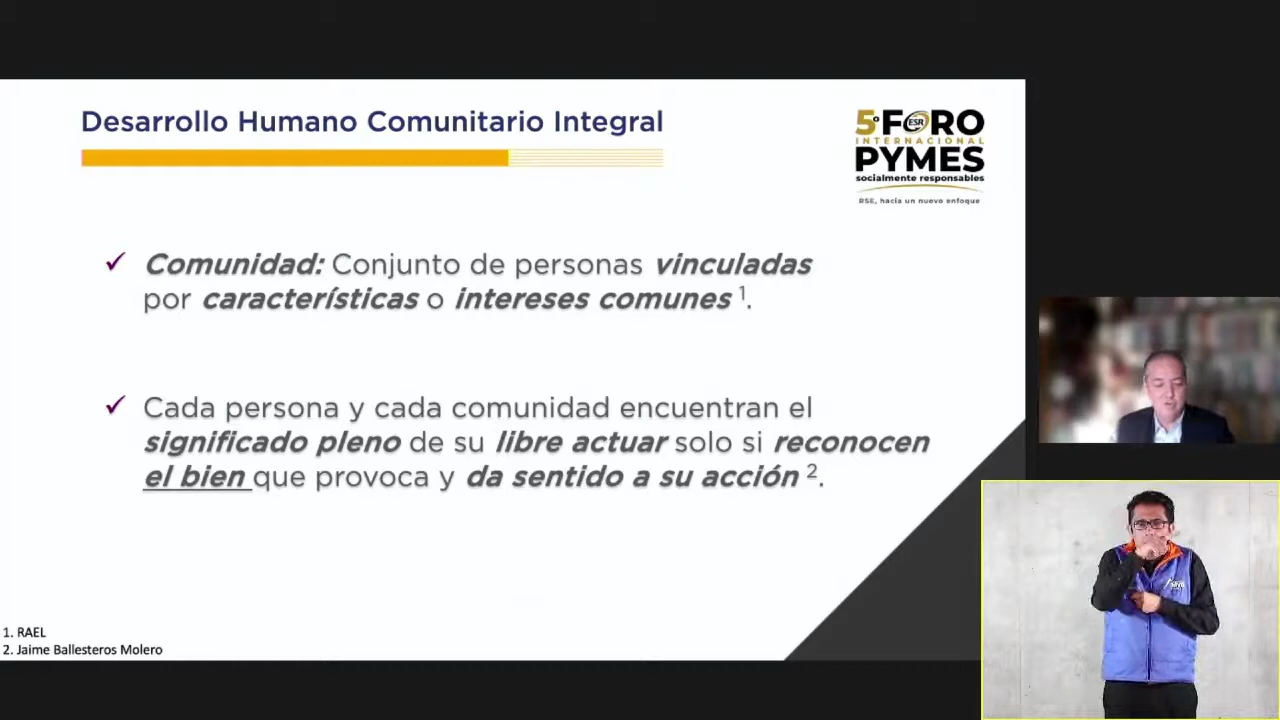 Desarrollo Humano Comunitario Integral
5º FORO
ESR
INTERNACIONAL
PYMES
socialmente responsables
RSE, hacia un nuevo enfoque
✓ Comunidad: Conjunto de personas vinculadas
por características o intereses comunes ¹.
✓ Cada persona y cada comunidad encuentran el
significado pleno de su libre actuar solo si reconocen
el bien que provoca y da sentido a su acción ².
1. RAEL
2. Jaime Ballesteros Molero